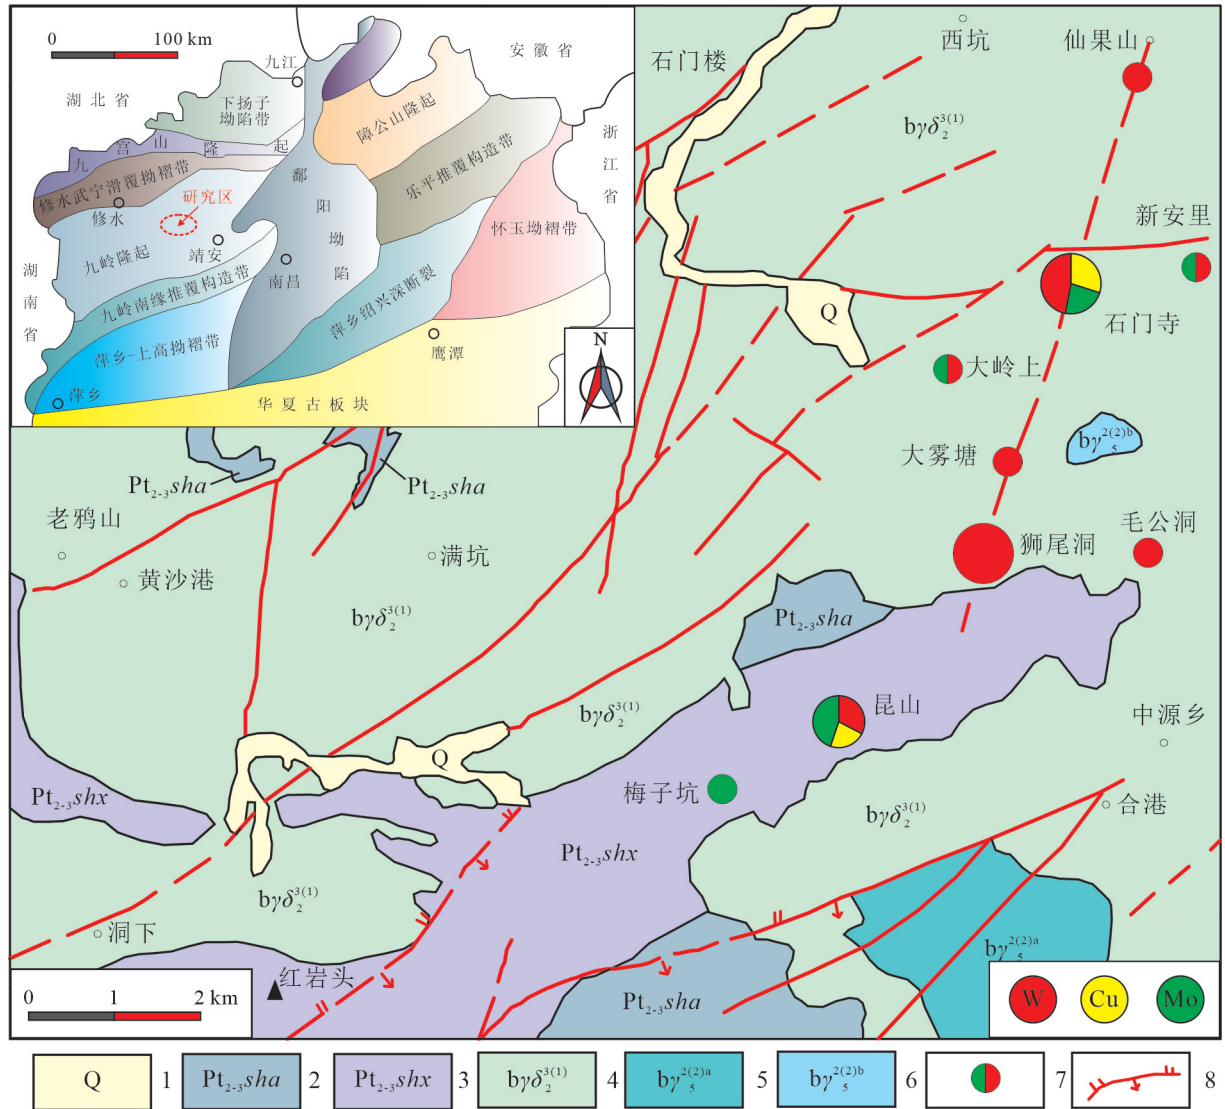 0 100 km
安徽省
九江
湖北省
下扬子
坳陷带
障公山隆起
浙江省
九宫山隆起
鄱阳坳陷
乐平推覆构造带
修水武宁滑覆拗褶带
修水
研究区
怀玉坳褶带
靖安
九岭隆起
湖南省
南昌
九岭南缘推覆构造带
萍乡绍兴深断裂
萍乡-上高拗褶带
鹰潭
萍乡
华夏古板块
N
西坑
仙果山
石门楼
bγδ₂³⁽¹⁾
新安里
Q
石门寺
大岭上
bγ₅²⁽²⁾ᵇ
大雾塘
Pt₂₋₃sha
Pt₂₋₃sha
老鸦山
毛公洞
狮尾洞
满坑
黄沙港
bγδ₂³⁽¹⁾
Pt₂₋₃sha
昆山
bγδ₂³⁽¹⁾
中源乡
Q
Pt₂₋₃shx
梅子坑
合港
bγδ₂³⁽¹⁾
Pt₂₋₃shx
bγδ₂³⁽¹⁾
洞下
bγ₅²⁽²⁾ᵃ
红岩头
Pt₂₋₃sha
0 1 2 km
W Cu Mo
Q 1 Pt₂₋₃sha 2 Pt₂₋₃shx 3 bγδ₂³⁽¹⁾ 4 bγ₅²⁽²⁾ᵃ 5 bγ₅²⁽²⁾ᵇ 6 7 8